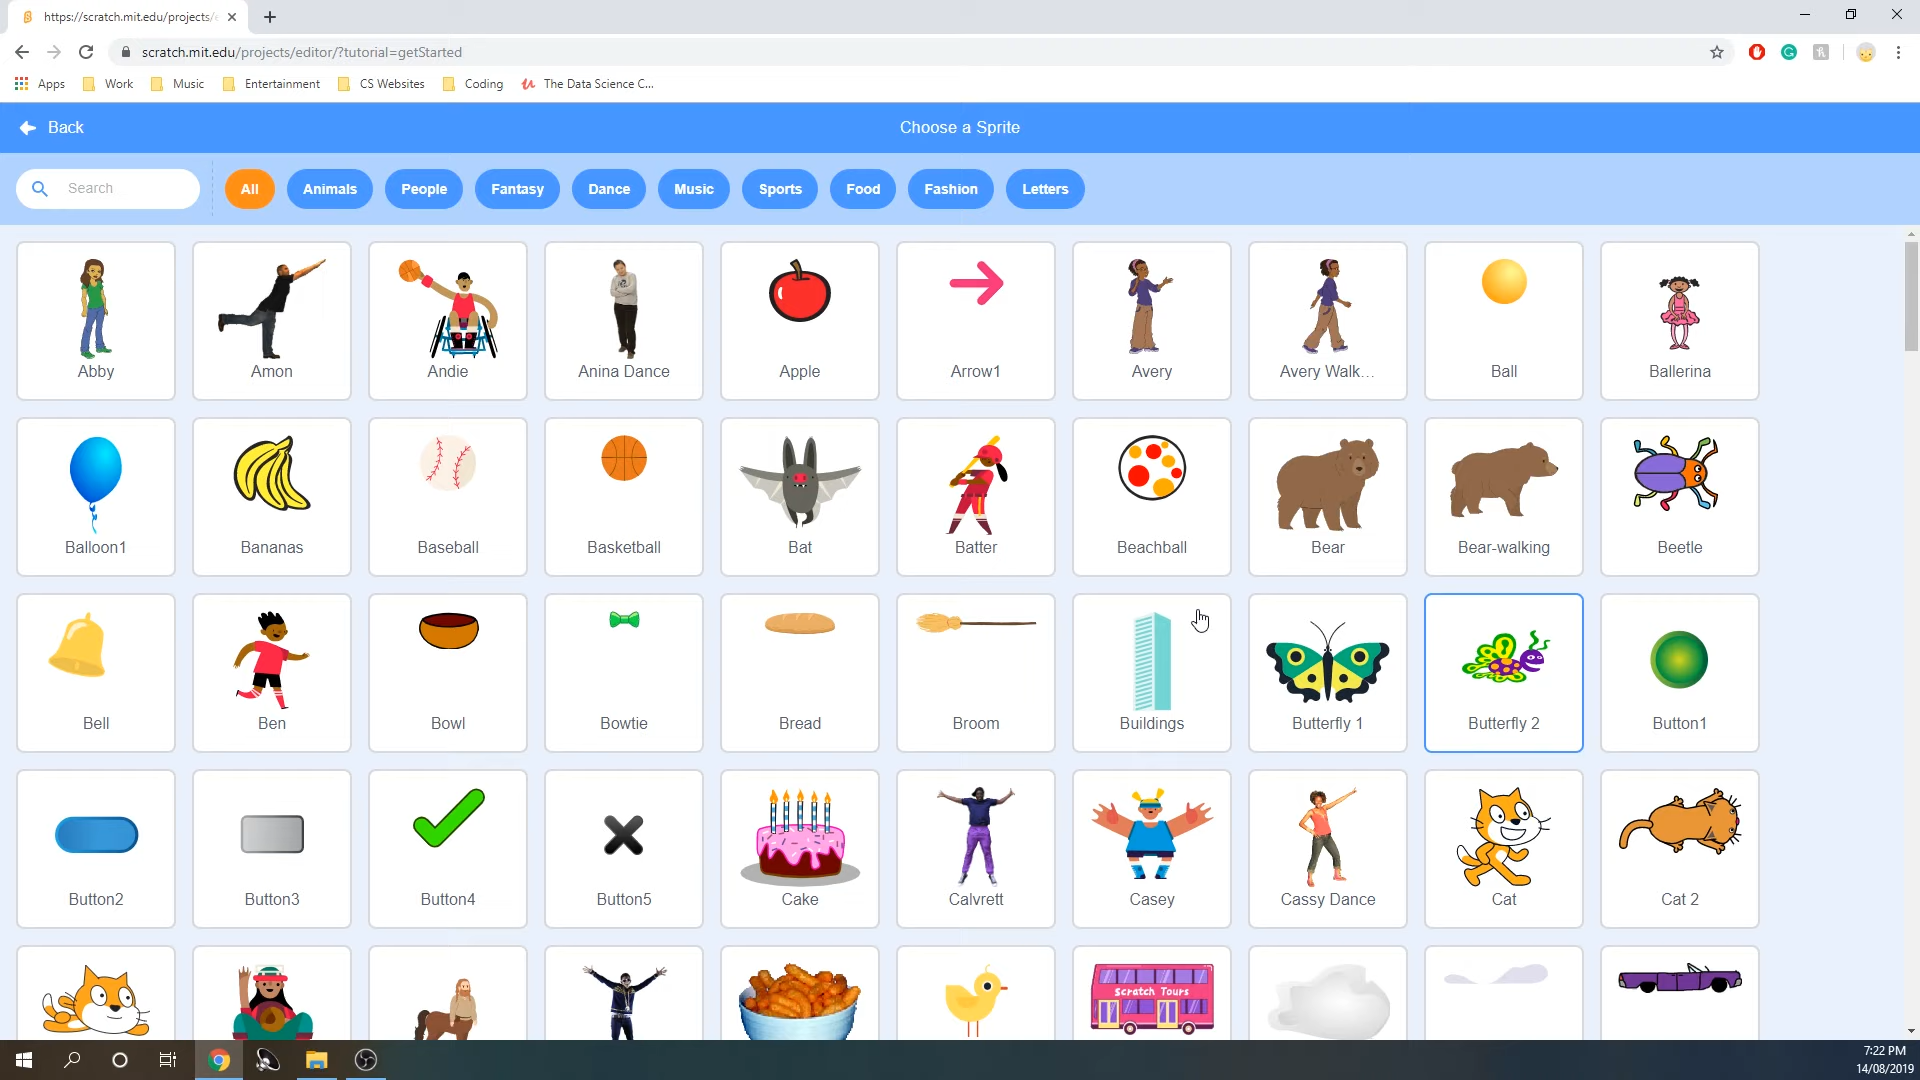 https://scratch.mit.edu/projects/e
scratch.mit.edu/projects/editor/?tutorial=getStarted
Apps Work Music Entertainment CS Websites Coding The Data Science C...
Back Choose a Sprite
Search All Animals People Fantasy Dance Music Sports Food Fashion Letters
Abby Amon Andie Anina Dance Apple Arrow1 Avery Avery Walk... Ball Ballerina
Balloon1 Bananas Baseball Basketball Bat Batter Beachball Bear Bear-walking Beetle
Bell Ben Bowl Bowtie Bread Broom Buildings Butterfly 1 Butterfly 2 Button1
Button2 Button3 Button4 Button5 Cake Calvrett Casey Cassy Dance Cat Cat 2
Scratch Tours
7:22 PM
14/08/2019